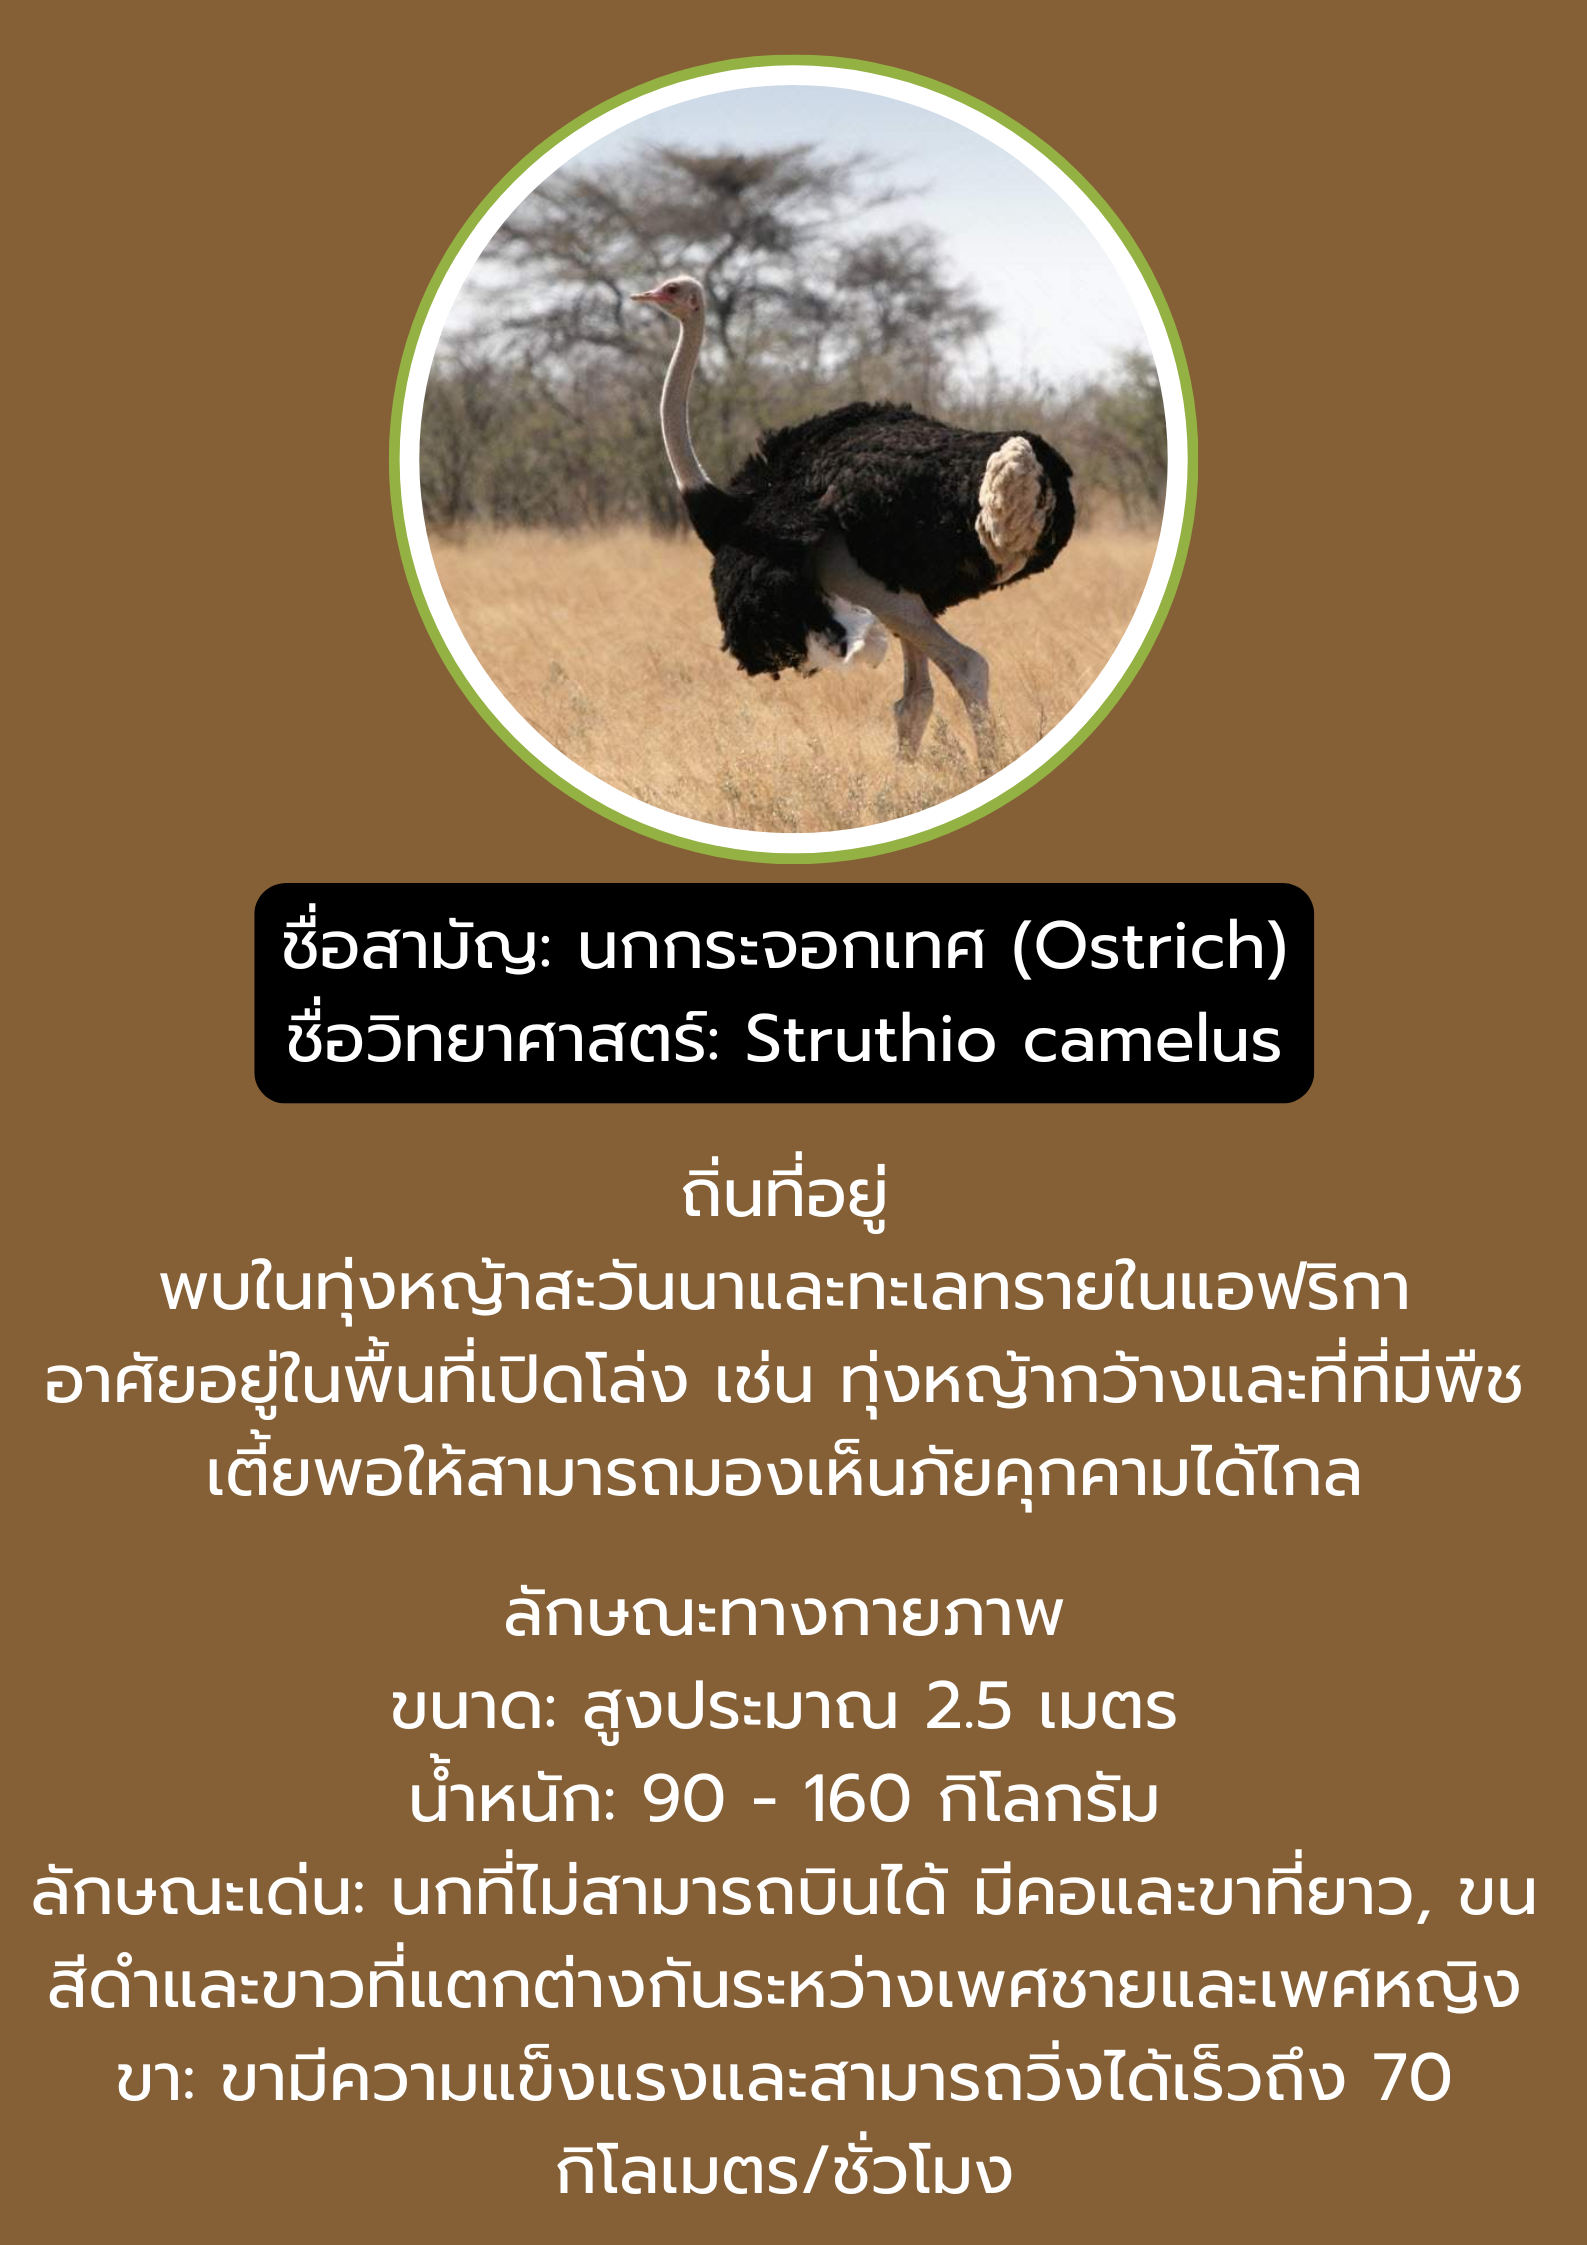 ชื่อสามัญ: นกกระจอกเทศ (Ostrich)
ชื่อวิทยาศาสตร์: Struthio camelus
ถิ่นที่อยู่
พบในทุ่งหญ้าสะวันนาและทะเลทรายในแอฟริกา
อาศัยอยู่ในพื้นที่เปิดโล่ง เช่น ทุ่งหญ้ากว้างและที่ที่มีพืช
เตี้ยพอให้สามารถมองเห็นภัยคุกคามได้ไกล
ลักษณะทางกายภาพ
ขนาด: สูงประมาณ 2.5 เมตร
น้ำหนัก: 90 - 160 กิโลกรัม
ลักษณะเด่น: นกที่ไม่สามารถบินได้ มีคอและขาที่ยาว, ขน
สีดำและขาวที่แตกต่างกันระหว่างเพศชายและเพศหญิง
ขา: ขามีความแข็งแรงและสามารถวิ่งได้เร็วถึง 70
กิโลเมตร/ชั่วโมง